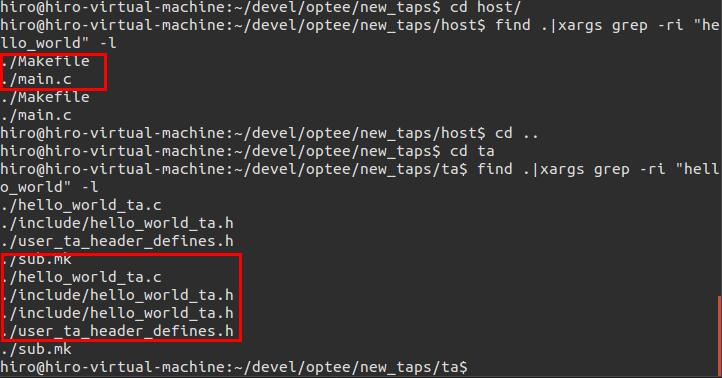 hiro@hiro-virtual-machine:~/devel/optee/new_taps$ cd host/
hiro@hiro-virtual-machine:~/devel/optee/new_taps/host$ find .|xargs grep -ri "he
llo_world" -l
./Makefile
./main.c
./Makefile
./main.c
hiro@hiro-virtual-machine:~/devel/optee/new_taps/host$ cd ..
hiro@hiro-virtual-machine:~/devel/optee/new_taps$ cd ta
hiro@hiro-virtual-machine:~/devel/optee/new_taps/ta$ find .|xargs grep -ri "hell
o_world" -l
./hello_world_ta.c
./include/hello_world_ta.h
./user_ta_header_defines.h
./sub.mk
./hello_world_ta.c
./include/hello_world_ta.h
./include/hello_world_ta.h
./user_ta_header_defines.h
./sub.mk
hiro@hiro-virtual-machine:~/devel/optee/new_taps/ta$